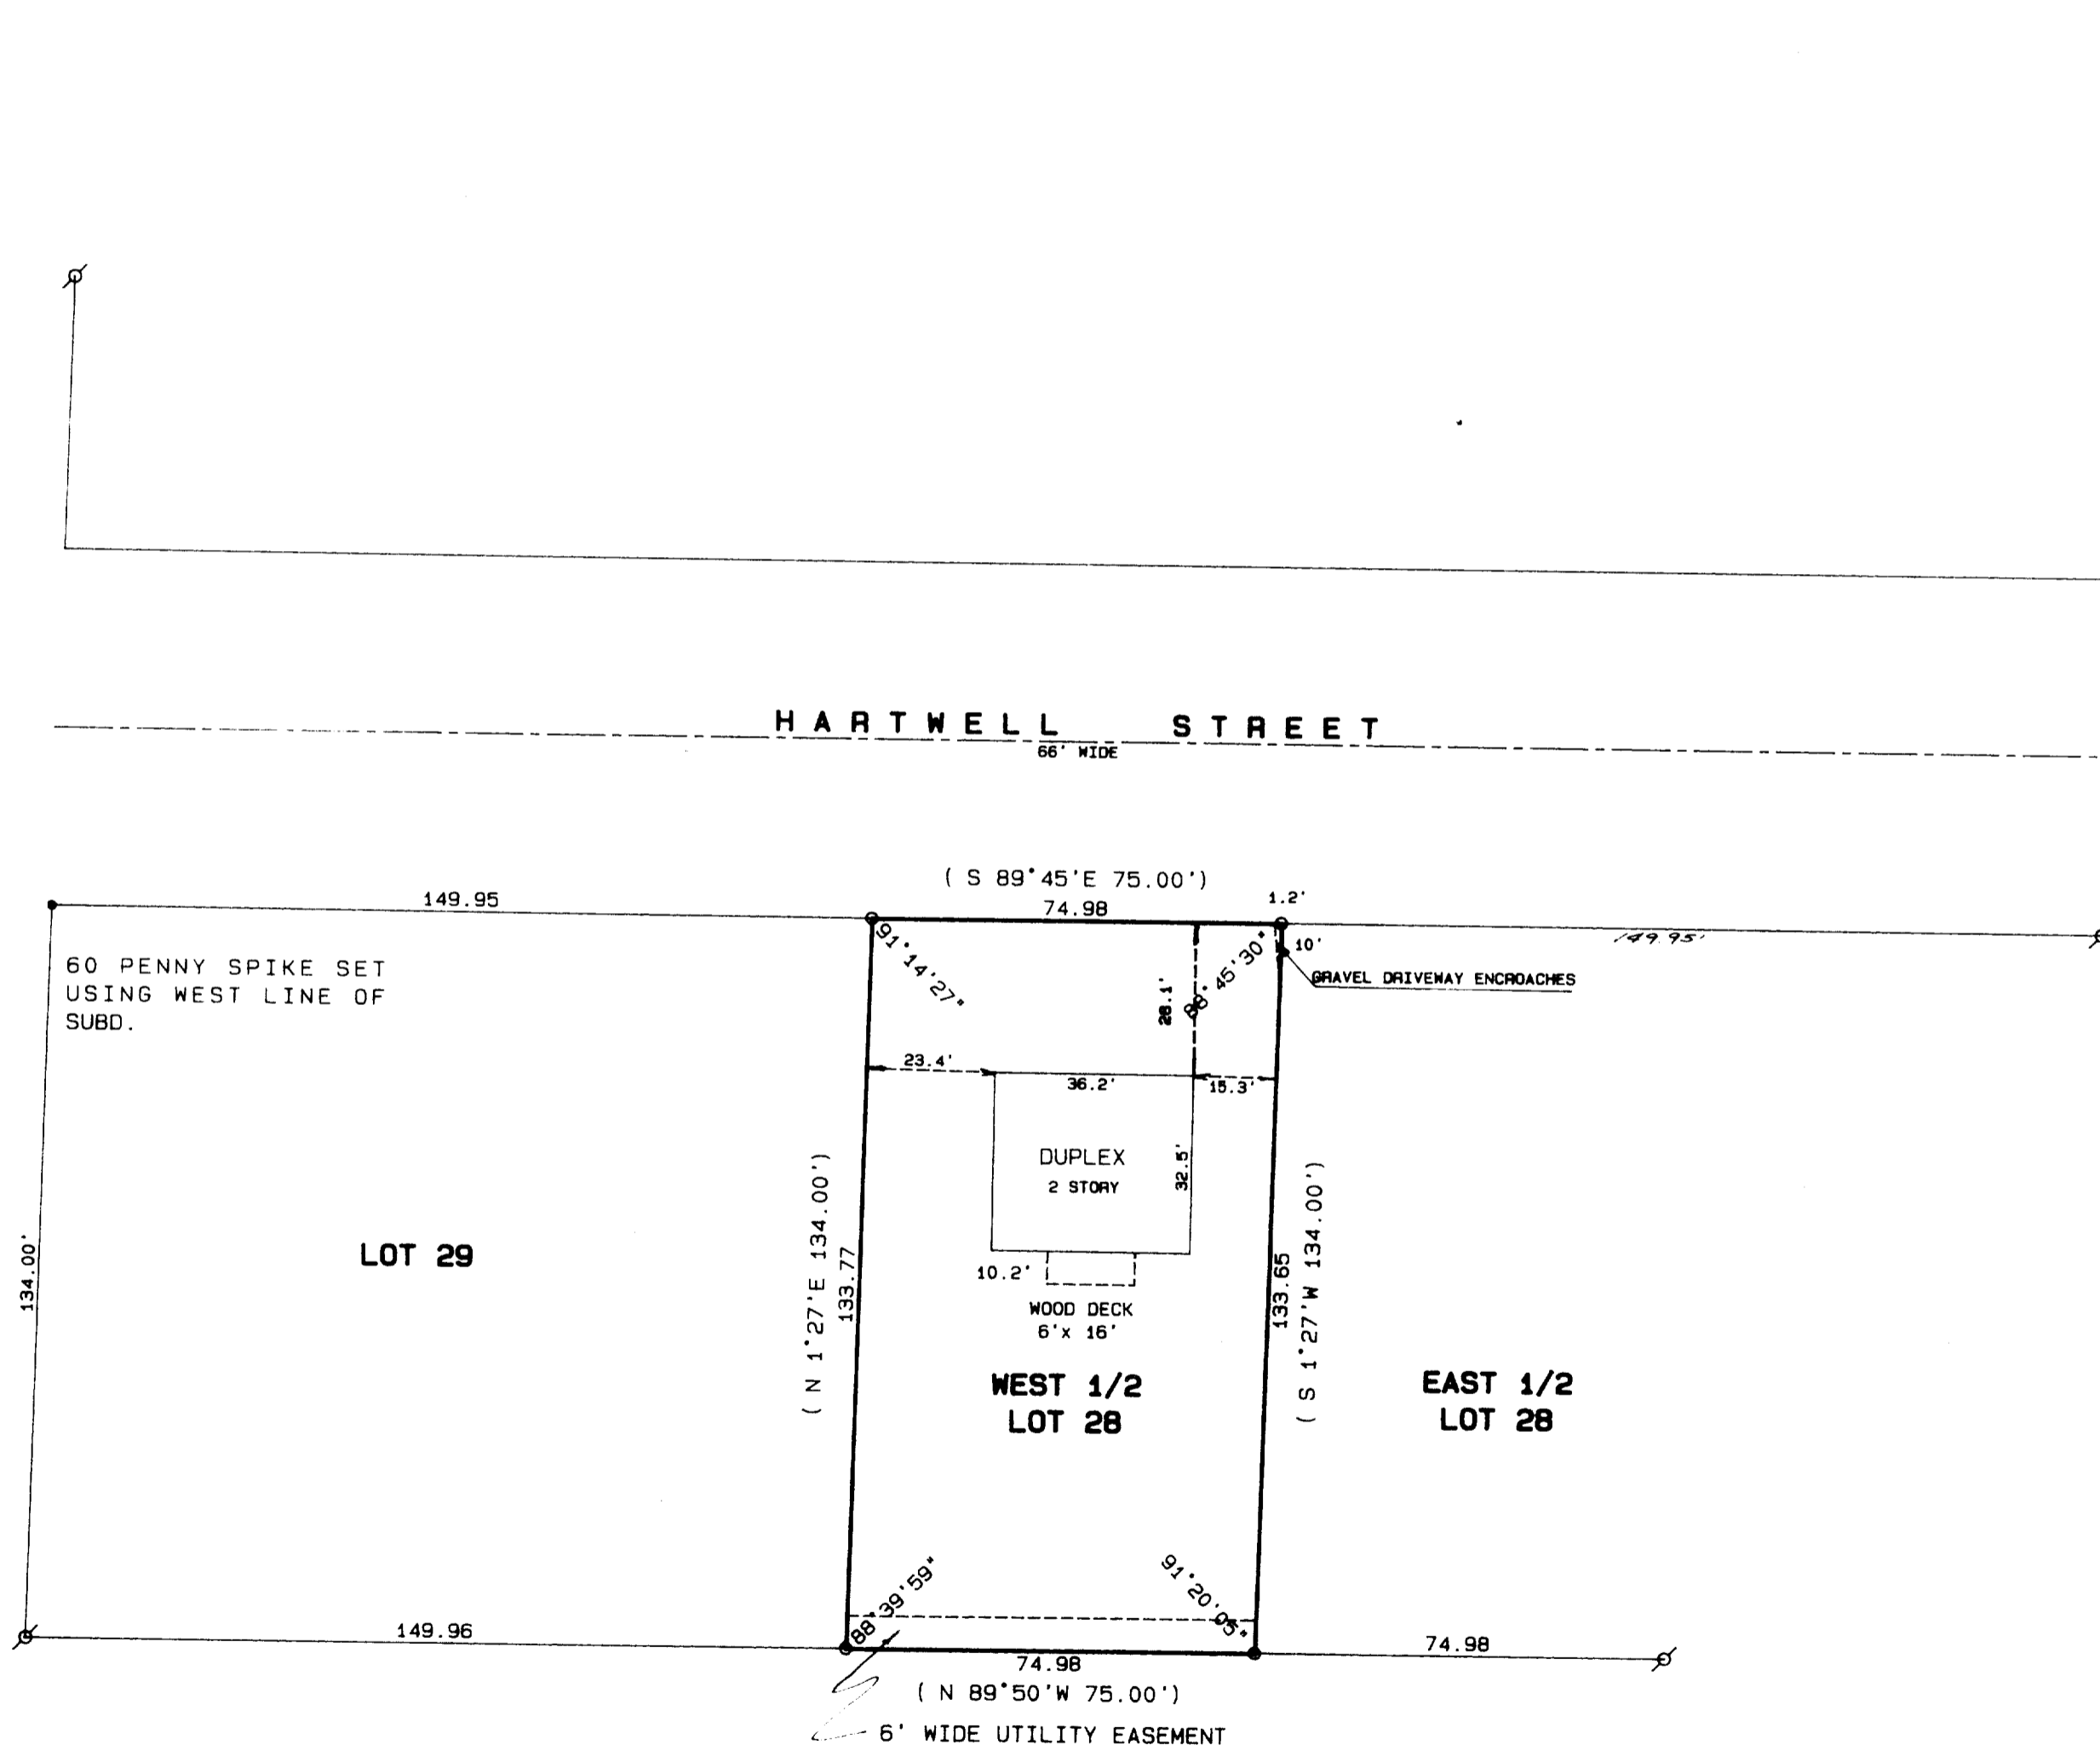 HARTWELL STREET
66' WIDE
( S 89°45'E 75.00')
149.95
74.98
1.2'
149.95'
10'
GRAVEL DRIVEWAY ENCROACHES
60 PENNY SPIKE SET
USING WEST LINE OF
SUBD.
91°14'27"
88°45'30"
28.1'
23.4'
36.2'
15.3'
DUPLEX
2 STORY
32.5'
LOT 29
134.00'
( N 1°27'E 134.00')
133.77
10.2'
WOOD DECK
6'x 16'
133.65
( S 1°27'W 134.00')
WEST 1/2
LOT 28
EAST 1/2
LOT 28
88°39'59"
91°20'05"
149.96
74.98
74.98
( N 89°50'W 75.00')
6' WIDE UTILITY EASEMENT